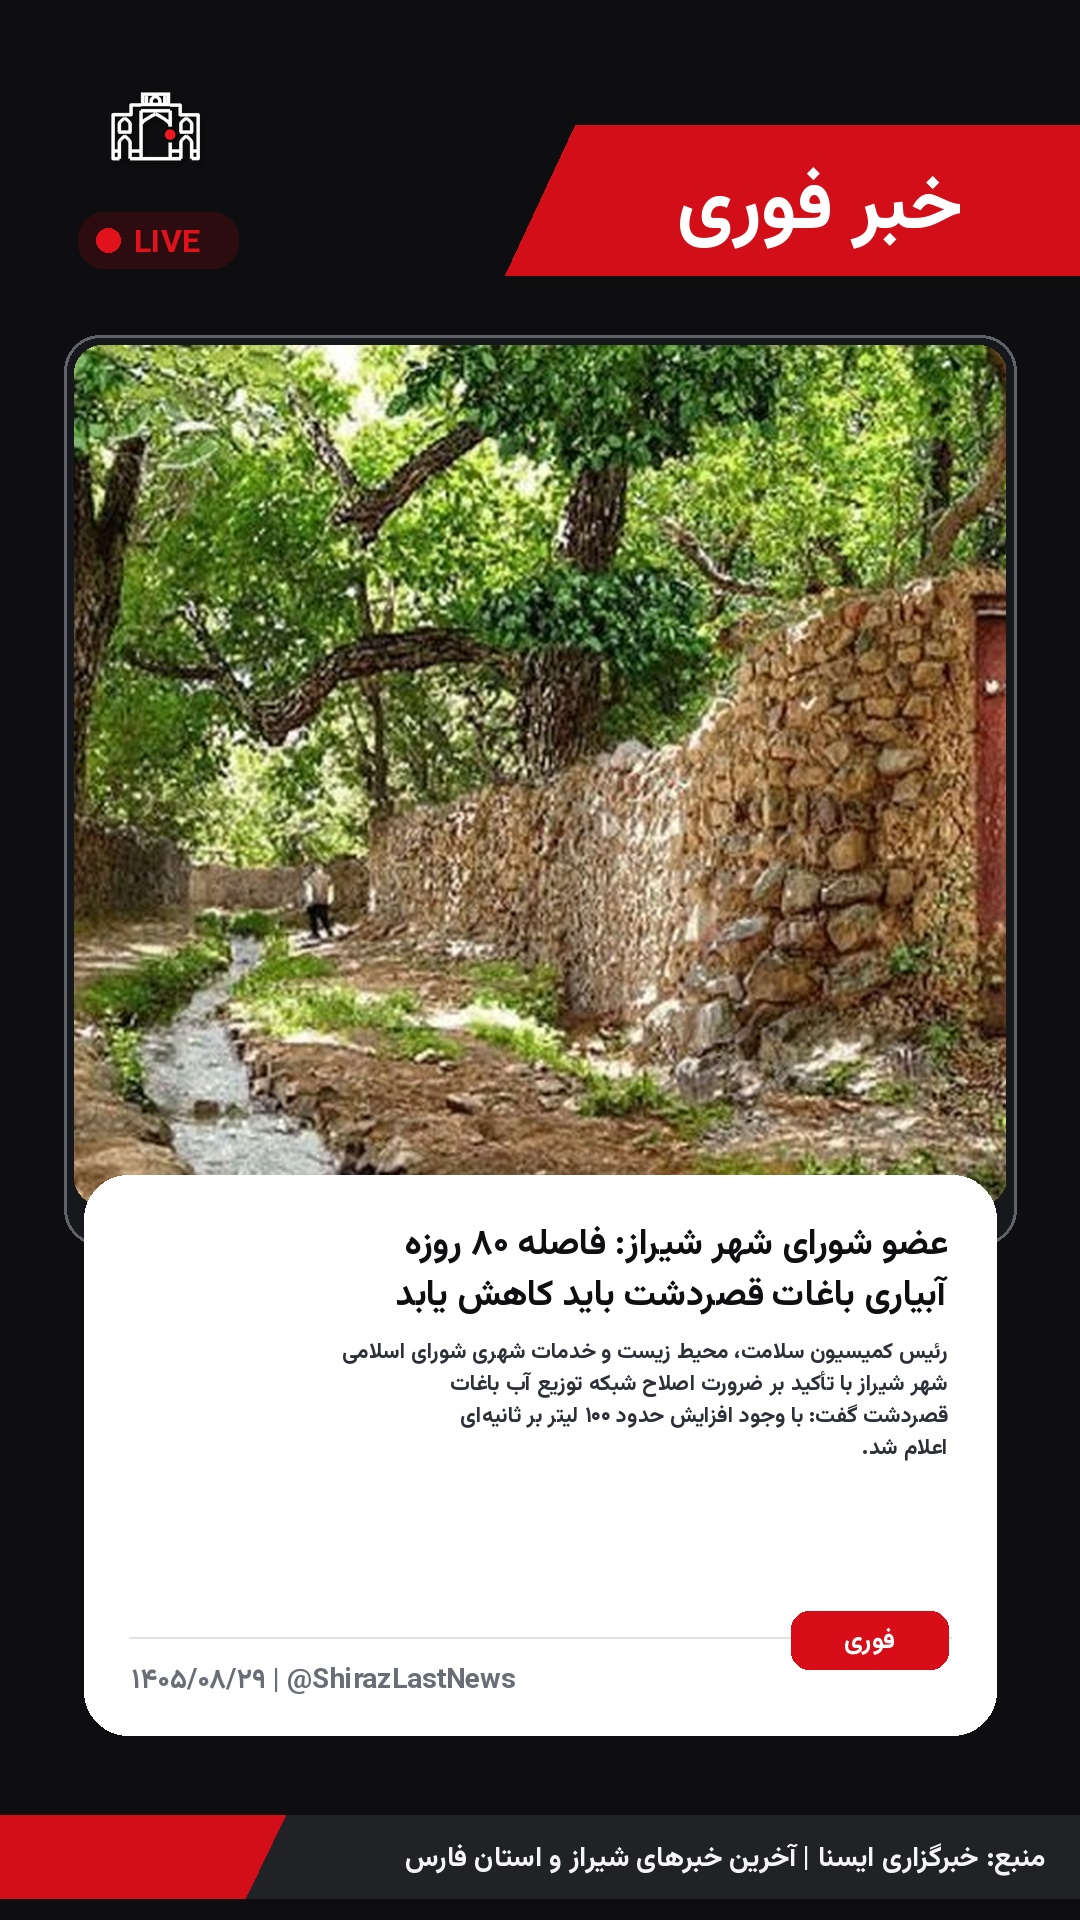 خبر فوری
LIVE
عضو شورای شهر شیراز: فاصله ۸۰ روزه
آبیاری باغات قصردشت باید کاهش یابد
رئیس کمیسیون سلامت، محیط زیست و خدمات شهری شورای اسلامی
شهر شیراز با تأکید بر ضرورت اصلاح شبکه توزیع آب باغات
قصردشت گفت: با وجود افزایش حدود ۱۰۰ لیتر بر ثانیه‌ای
اعلام شد.
فوری
۱۴۰۵/۰۸/۲۹ | @ShirazLastNews
منبع: خبرگزاری ایسنا | آخرین خبرهای شیراز و استان فارس